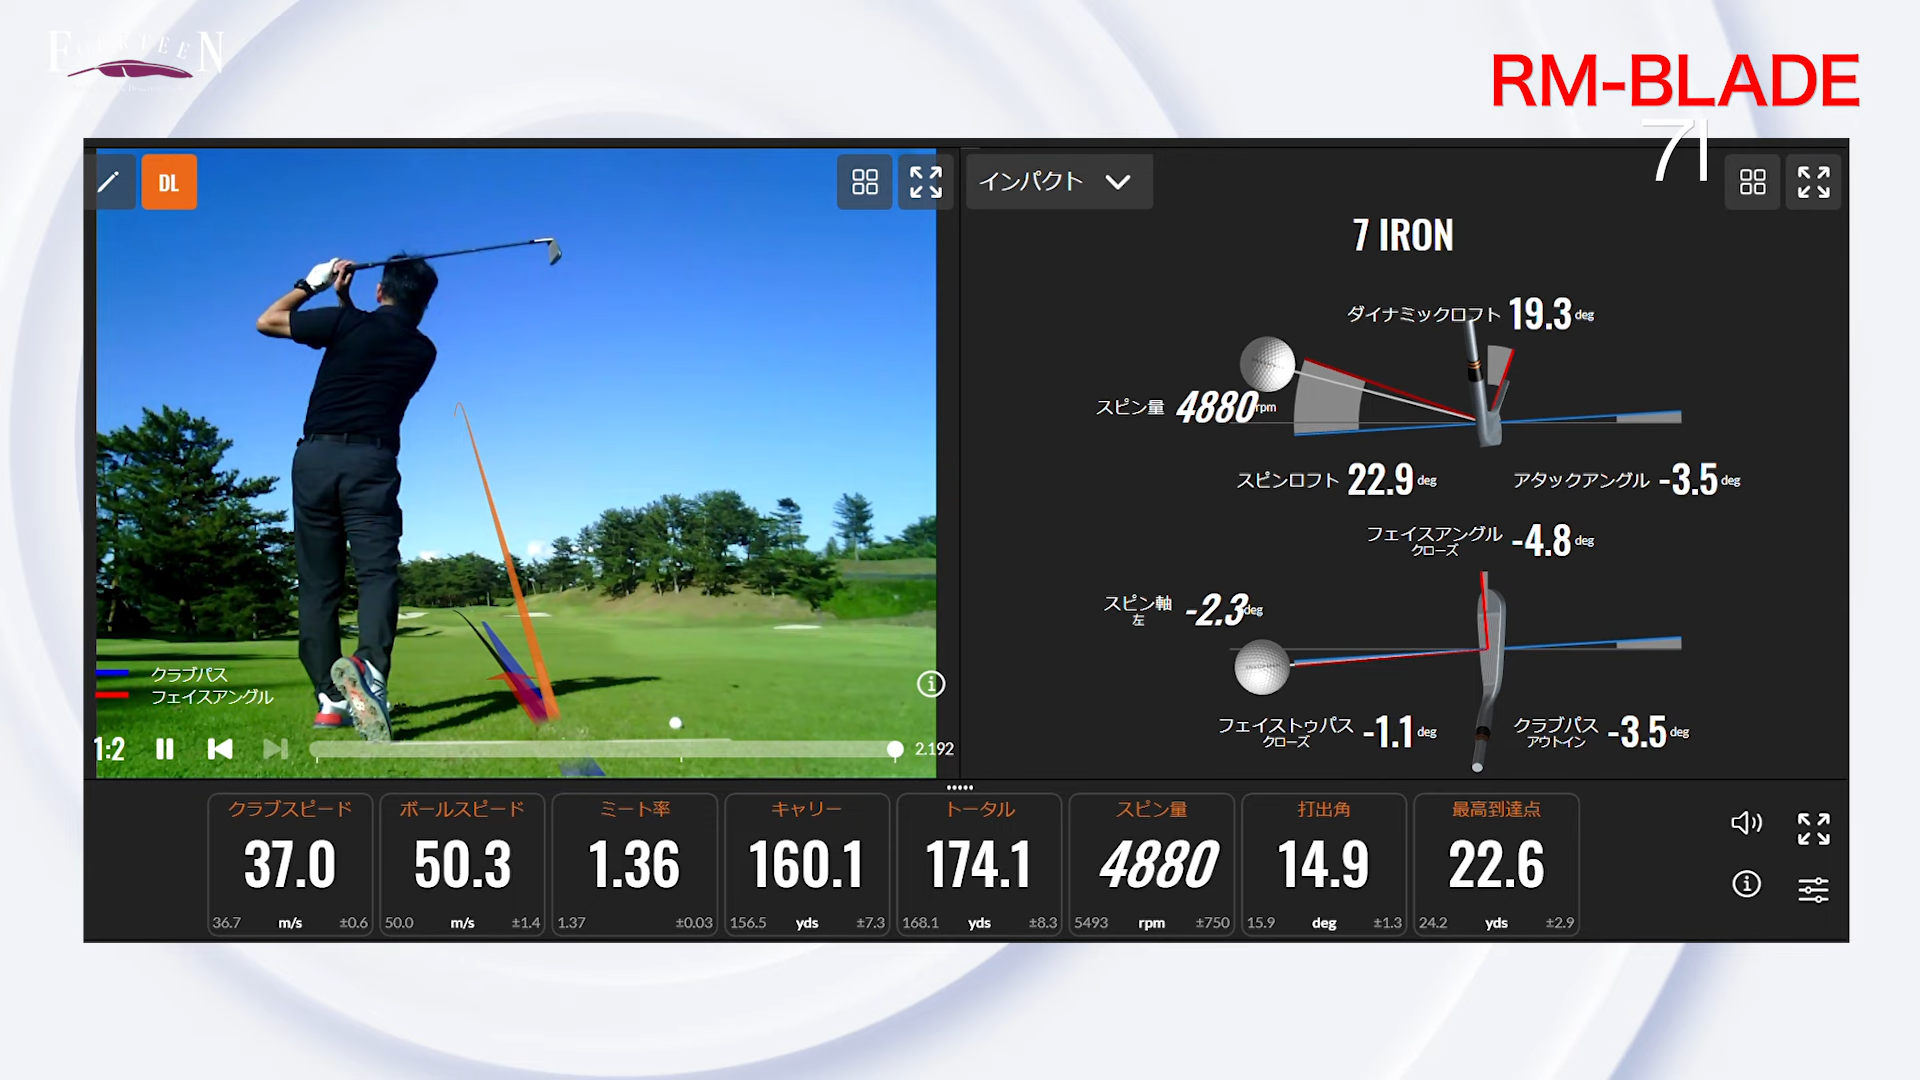 FOURTEEN
RM-BLADE
7I
DL
インパクト
7 IRON
ダイナミックロフト 19.3 deg
スピン量 4880 rpm
スピンロフト 22.9 deg
アタックアングル -3.5 deg
フェイスアングル -4.8 deg
クローズ
スピン軸 -2.3 deg
左
フェイストゥパス -1.1 deg
クローズ
クラブパス -3.5 deg
アウトイン
クラブパス
フェイスアングル
1:2
2.192
クラブスピード ボールスピード ミート率 キャリー トータル スピン量 打出角 最高到達点
37.0 50.3 1.36 160.1 174.1 4880 14.9 22.6
36.7 m/s ±0.6 50.0 m/s ±1.4 1.37 ±0.03 156.5 yds ±7.3 168.1 yds ±8.3 5493 rpm ±750 15.9 deg ±1.3 24.2 yds ±2.9